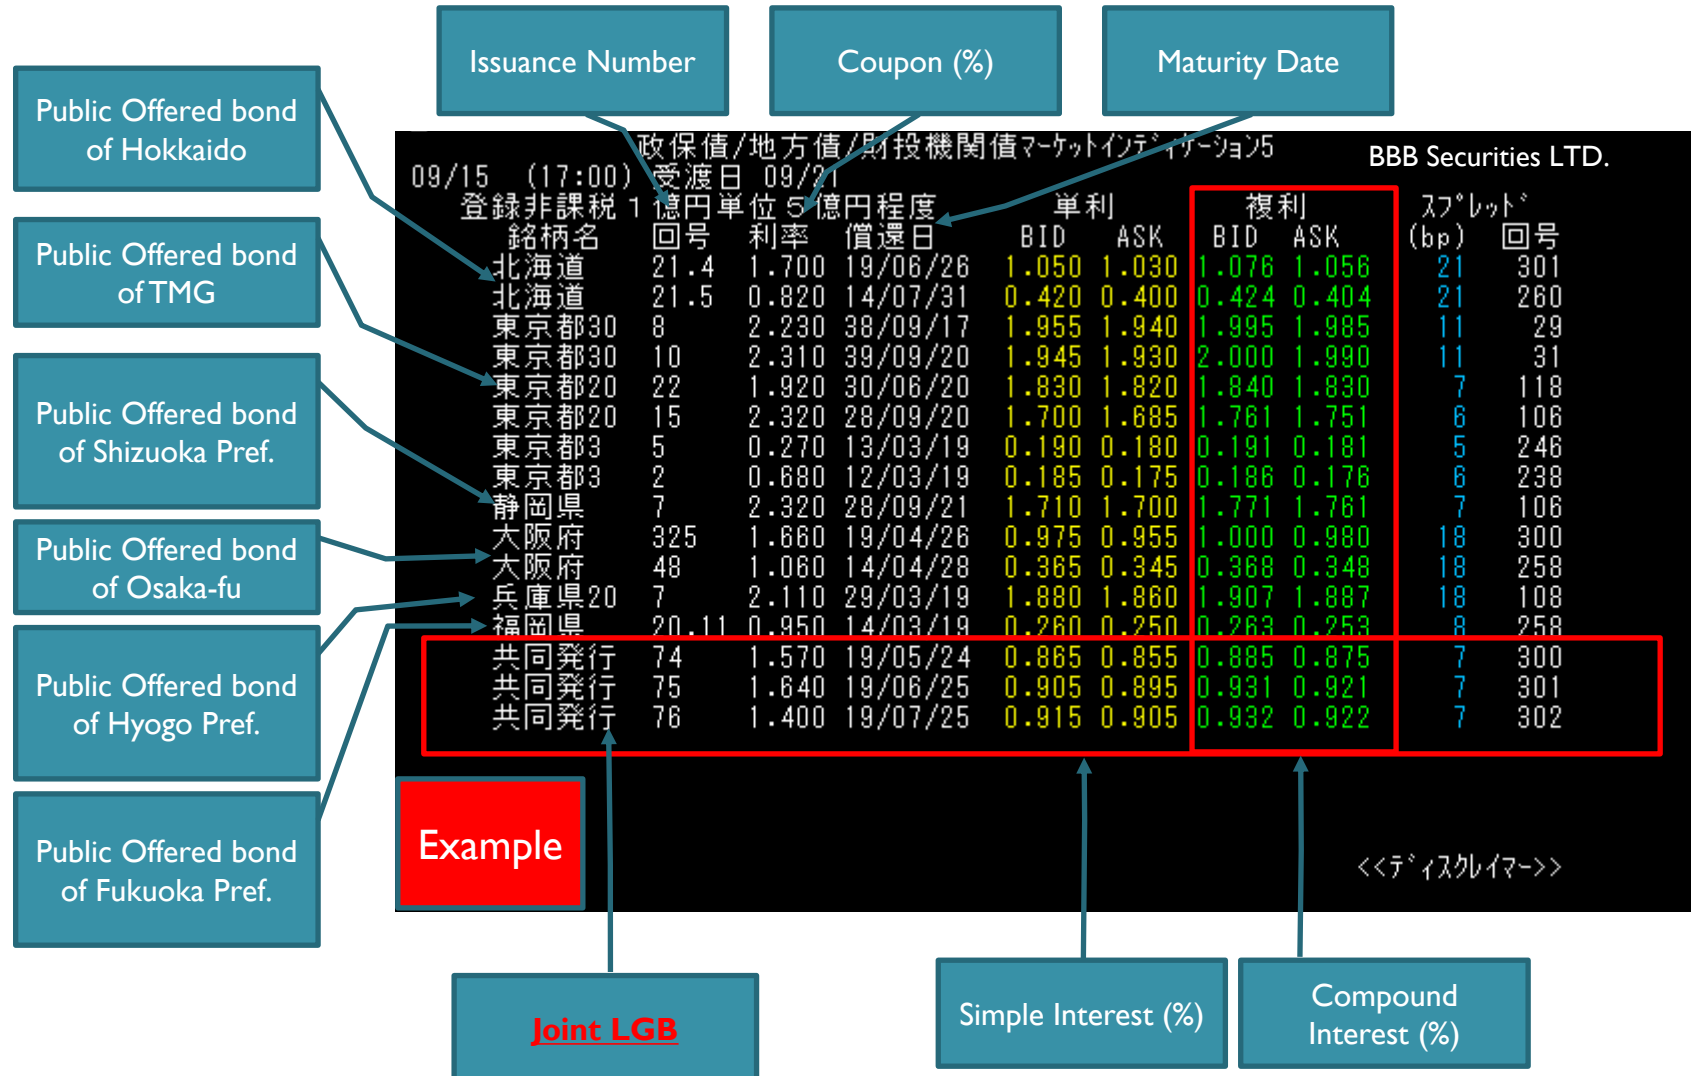 Issuance Number
Coupon (%)
Maturity Date
Public Offered bond
of Hokkaido
Public Offered bond
of TMG
Public Offered bond
of Shizuoka Pref.
Public Offered bond
of Osaka-fu
Public Offered bond
of Hyogo Pref.
Public Offered bond
of Fukuoka Pref.
政保債/地方債/財投機関債マーケットインディケーション5
BBB Securities LTD.
09/15 (17:00) 受渡日 09/21
登録非課税1億円単位5億円程度 単利 複利 スプレッド
銘柄名 回号 利率 償還日 BID ASK BID ASK (bp) 回号
北海道 21.4 1.700 19/06/26 1.050 1.030 1.076 1.056 21 301
北海道 21.5 0.820 14/07/31 0.420 0.400 0.424 0.404 21 260
東京都30 8 2.230 38/09/17 1.955 1.940 1.995 1.985 11 29
東京都30 10 2.310 39/09/20 1.945 1.930 2.000 1.990 11 31
東京都20 22 1.920 30/06/20 1.830 1.820 1.840 1.830 7 118
東京都20 15 2.320 28/09/20 1.700 1.685 1.761 1.751 6 106
東京都3 5 0.270 13/03/19 0.190 0.180 0.191 0.181 5 246
東京都3 2 0.680 12/03/19 0.185 0.175 0.186 0.176 6 238
静岡県 7 2.320 28/09/21 1.710 1.700 1.771 1.761 7 106
大阪府 325 1.660 19/04/26 0.975 0.955 1.000 0.980 18 300
大阪府 48 1.060 14/04/28 0.365 0.345 0.368 0.348 18 258
兵庫県20 7 2.110 29/03/19 1.880 1.860 1.907 1.887 18 108
福岡県 20.11 0.950 14/03/19 0.260 0.250 0.263 0.253 8 258
共同発行 74 1.570 19/05/24 0.865 0.855 0.885 0.875 7 300
共同発行 75 1.640 19/06/25 0.905 0.895 0.931 0.921 7 301
共同発行 76 1.400 19/07/25 0.915 0.905 0.932 0.922 7 302
Example
<<ディスクレイマー>>
Joint LGB
Simple Interest (%)
Compound
Interest (%)